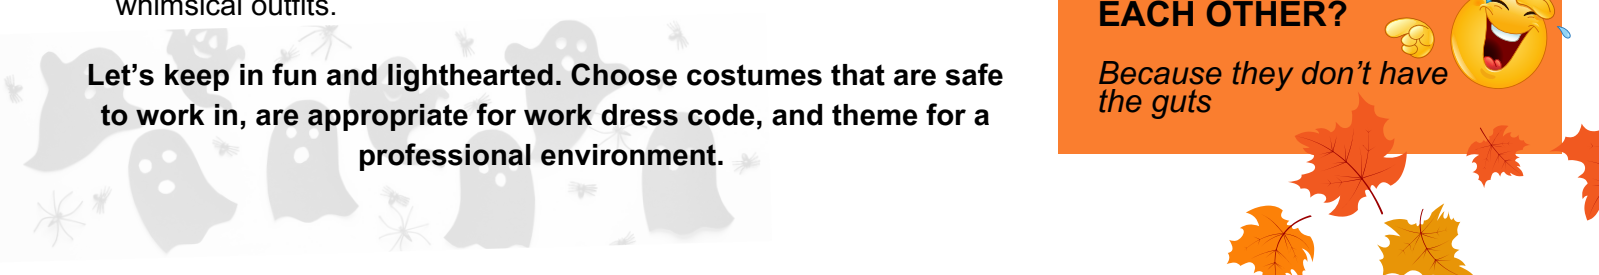 whimsical outfits.
Let's keep in fun and lighthearted. Choose costumes that are safe
to work in, are appropriate for work dress code, and theme for a
professional environment.
EACH OTHER?
Because they don't have
the guts